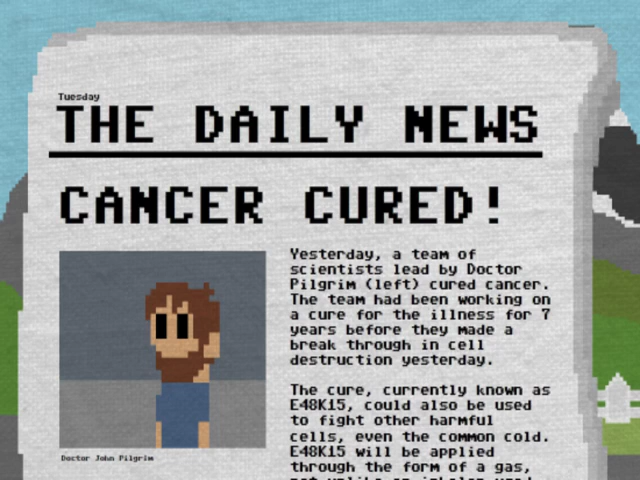 Tuesday
THE DAILY NEWS
CANCER CURED!
Yesterday, a team of
scientists lead by Doctor
Pilgrim (left) cured cancer.
The team had been working on
a cure for the illness for 7
years before they made a
break through in cell
destruction yesterday.
The cure, currently known as
E48K15, could also be used
to fight other harmful
cells, even the common cold.
E48K15 will be applied
through the form of a gas,
Doctor John Pilgrim